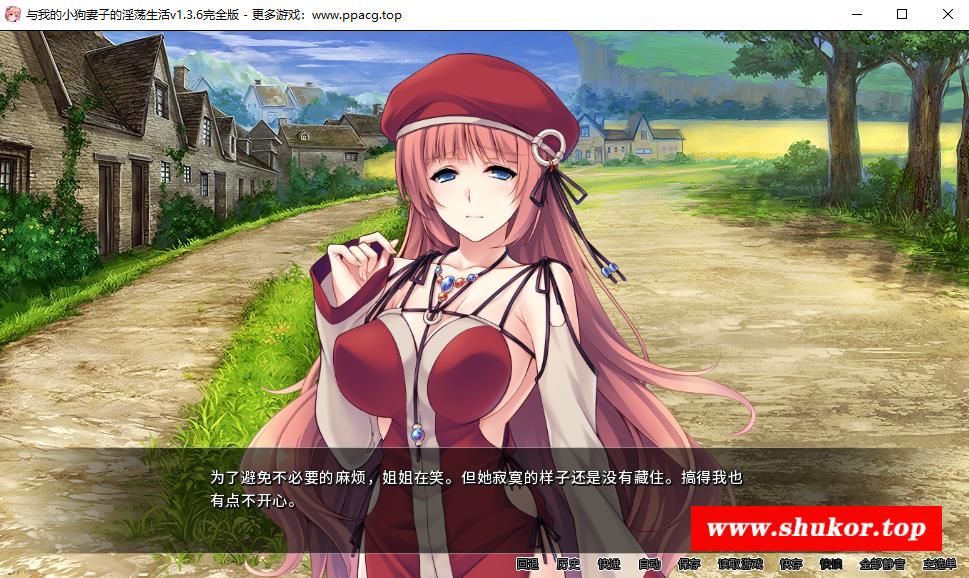 与我的小狗妻子的淫荡生活v1.3.6完全版 - 更多游戏：www.ppacg.top
为了避免不必要的麻烦，姐姐在笑。但她寂寞的样子还是没有藏住。搞得我也
有点不开心。
www.shukor.top
回退 历史 快进 自动 保存 读取游戏 快存 快读 全部静音 主选单